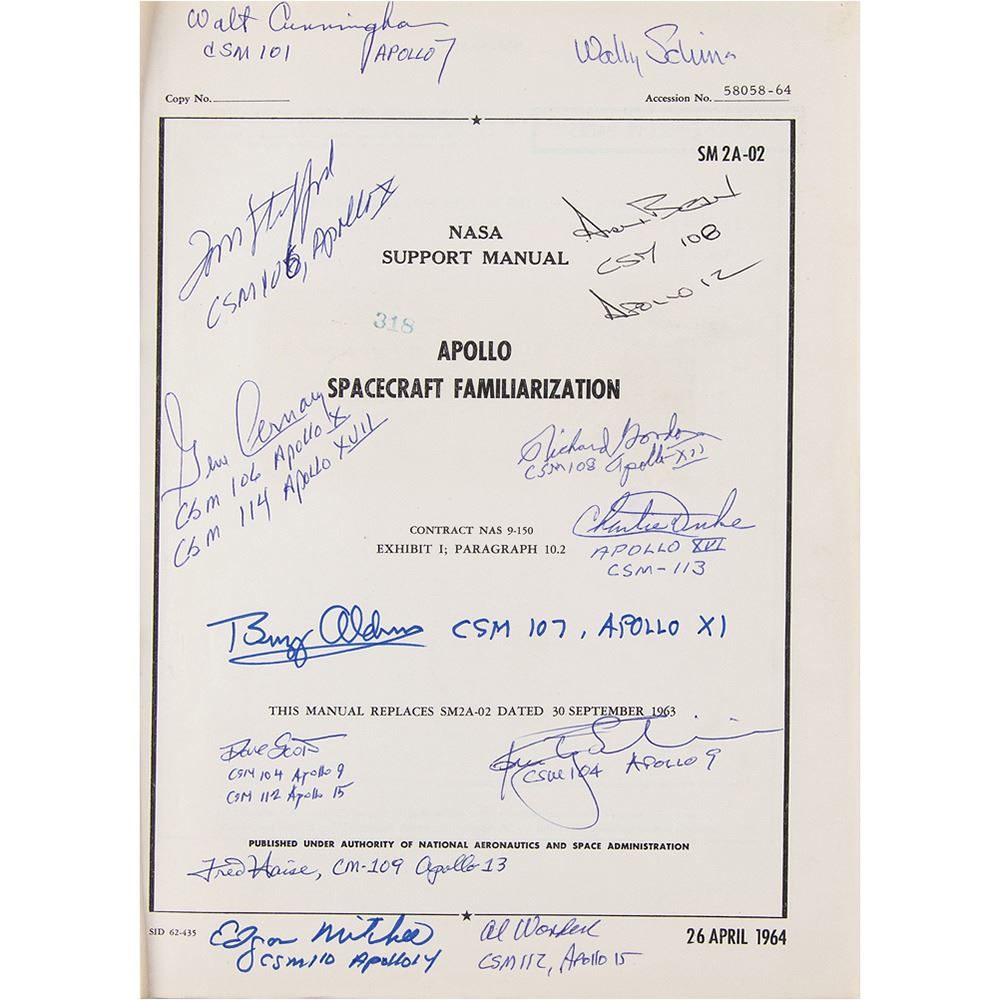 Walt Cunningham
CSM 101 APOLLO 7
Wally Schirra
Copy No.
Accession No. 58058-64
SM 2A-02
Tom Stafford
CSM 106, Apollo X
Alan Bean
CSM 108
Apollo 12
NASA
SUPPORT MANUAL
318
APOLLO
SPACECRAFT FAMILIARIZATION
Gene Cernan
CSM 106 Apollo X
CSM 114 Apollo XVII
Richard Gordon
CSM 108 Apollo XII
CONTRACT NAS 9-150
EXHIBIT I; PARAGRAPH 10.2
Charlie Duke
APOLLO XVI
CSM-113
Buzz Aldrin CSM 107, APOLLO XI
THIS MANUAL REPLACES SM2A-02 DATED 30 SEPTEMBER 1963
Dave Scott
CSM 104 Apollo 9
CSM 112 Apollo 15
CSM 104 APOLLO 9
PUBLISHED UNDER AUTHORITY OF NATIONAL AERONAUTICS AND SPACE ADMINISTRATION
Fred Haise, CM-109 Apollo 13
SID 62-435
Edgar Mitchell
CSM 110 Apollo 14
Al Worden
CSM 112, Apollo 15
26 APRIL 1964